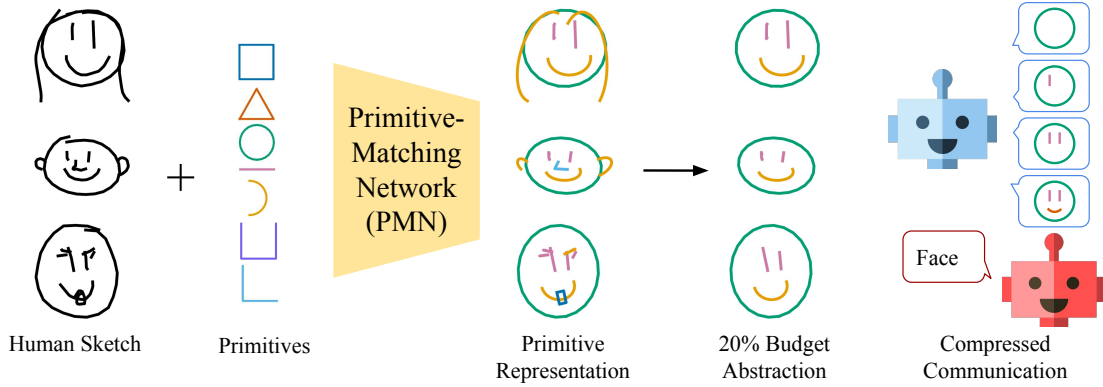 Primitive-
Matching
Network
(PMN)
Face
Human Sketch
Primitives
Primitive
Representation
20% Budget
Abstraction
Compressed
Communication